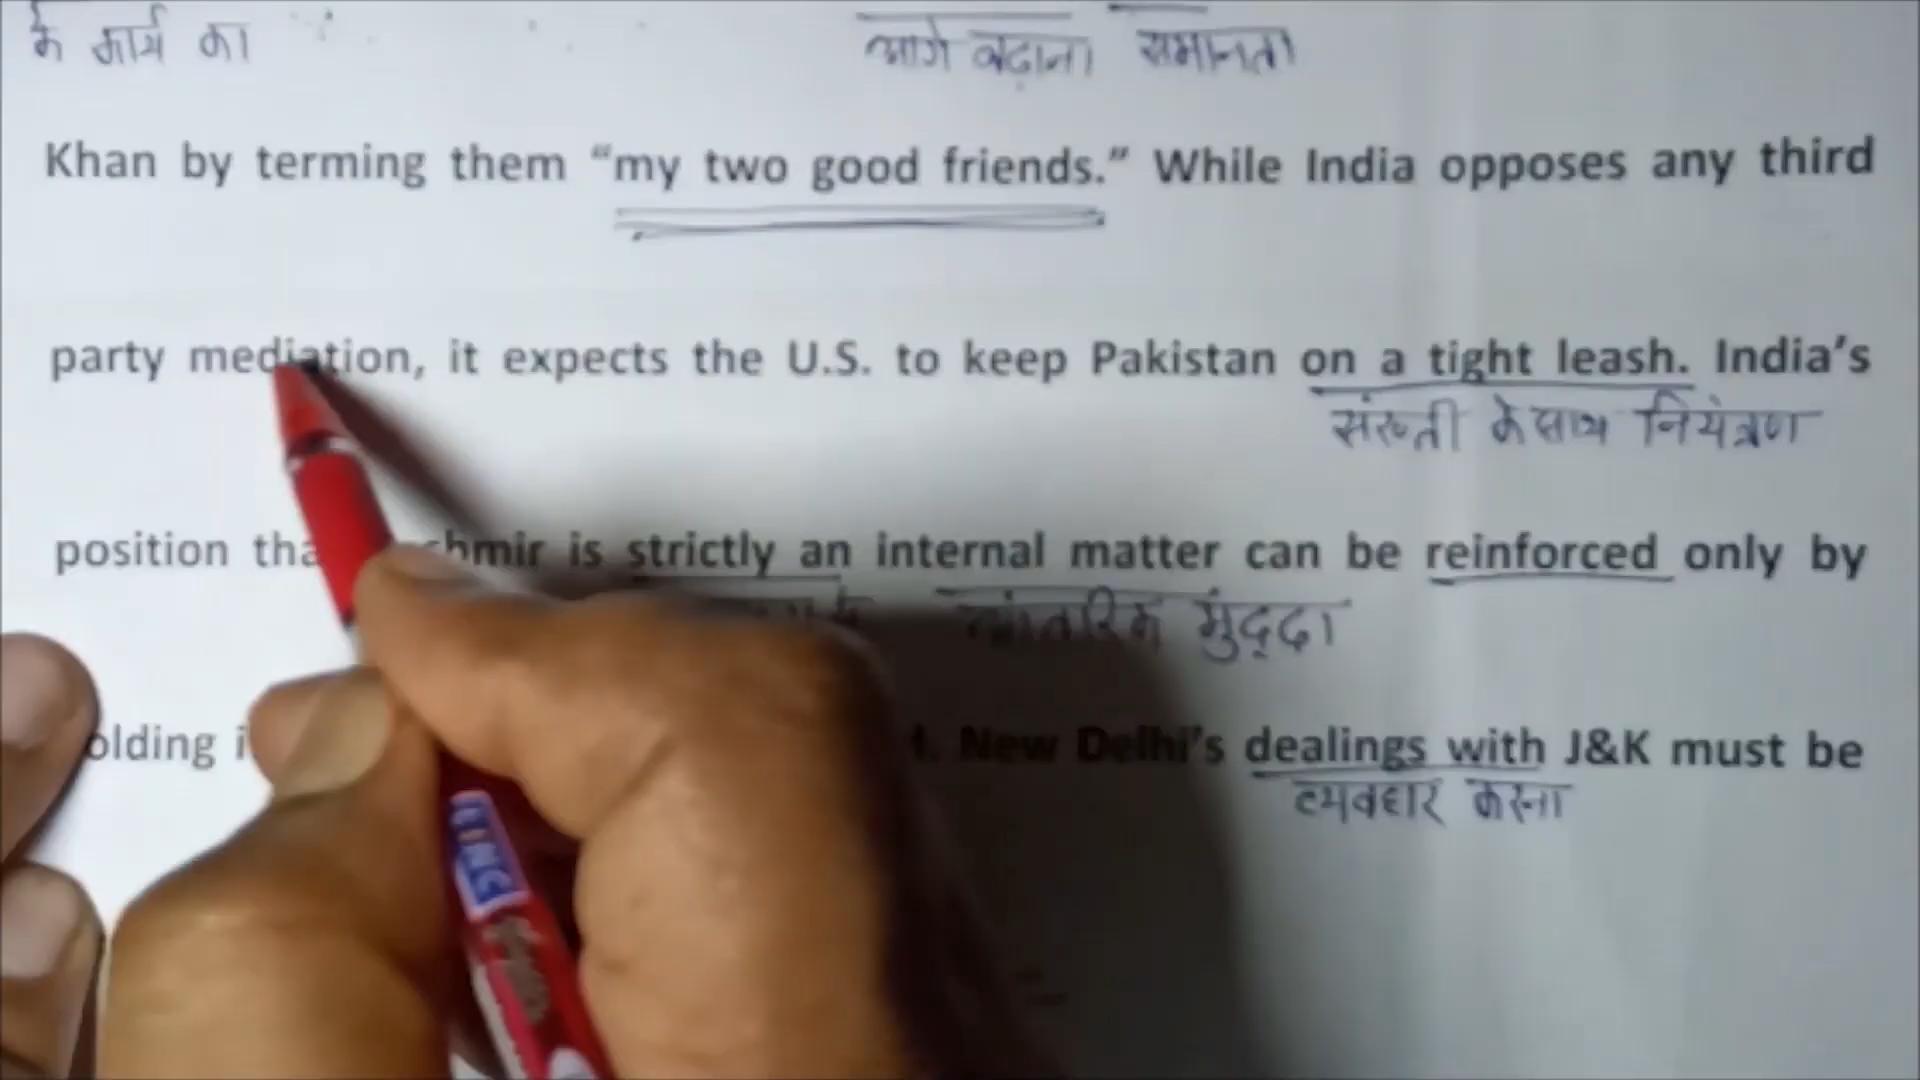 के कार्य का आगे बढ़ाना समानता
Khan by terming them “my two good friends.” While India opposes any third
party mediation, it expects the U.S. to keep Pakistan on a tight leash. India’s
सख्ती के साथ नियंत्रण
position that is strictly an internal matter can be reinforced only by
आंतरिक मुद्दा
olding New Delhi’s dealings with J&K must be
व्यवहार करना